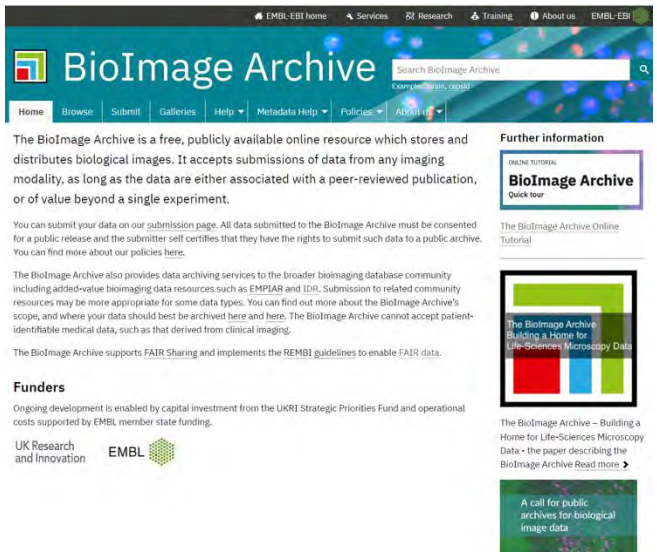 EMBL-EBI home Services Research Training About us EMBL-EBI
BioImage Archive
Search BioImage Archive
Examples: brain, capsid
Home Browse Submit Galleries Help Metadata Help Policies About us
The BioImage Archive is a free, publicly available online resource which stores and
distributes biological images. It accepts submissions of data from any imaging
modality, as long as the data are either associated with a peer-reviewed publication,
or of value beyond a single experiment.
You can submit your data on our submission page. All data submitted to the BioImage Archive must be consented
for a public release and the submitter self certifies that they have the rights to submit such data to a public archive.
You can find more about our policies here.
The BioImage Archive also provides data archiving services to the broader bioimaging database community
including added-value bioimaging data resources such as EMPIAR and IDR. Submission to related community
resources may be more appropriate for some data types. You can find out more about the BioImage Archive's
scope, and where your data should best be archived here and here. The BioImage Archive cannot accept patient-
identifiable medical data, such as that derived from clinical imaging.
The BioImage Archive supports FAIR Sharing and implements the REMBI guidelines to enable FAIR data.
Funders
Ongoing development is enabled by capital investment from the UKRI Strategic Priorities Fund and operational
costs supported by EMBL member state funding.
UK Research
and Innovation
EMBL
Further information
ONLINE TUTORIAL
BioImage Archive
Quick tour
The BioImage Archive Online
Tutorial
The BioImage Archive
Building a Home for
Life-Sciences Microscopy Data
The BioImage Archive – Building a
Home for Life-Sciences Microscopy
Data - the paper describing the
BioImage Archive Read more
A call for public
archives for biological
image data